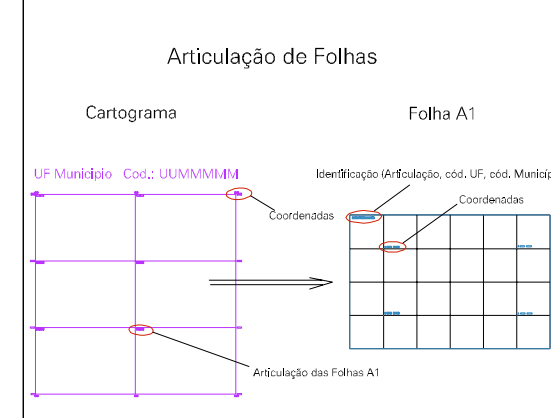 Articulação de Folhas
Cartograma
Folha A1
UF Municipio Cod.: UUMMMMM
Identificação (Articulação, cód. UF, cód. Municíp
Coordenadas
Coordenadas
Articulação das Folhas A1